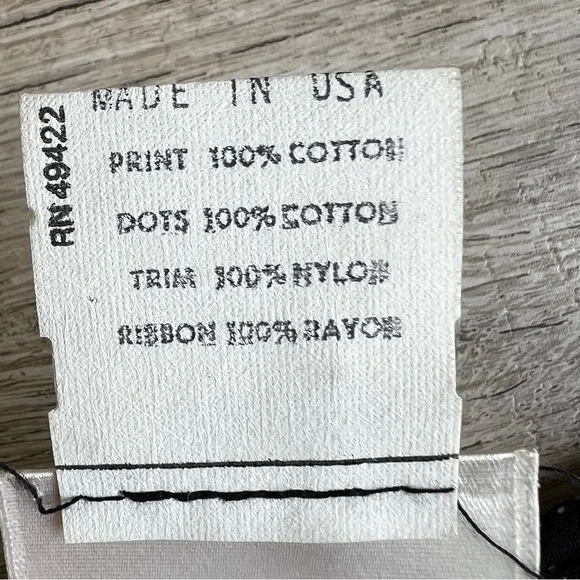 MADE IN USA
RN 49422
PRINT 100% COTTON
DOTS 100% COTTON
TRIM 100% NYLON
RIBBON 100% RAYON